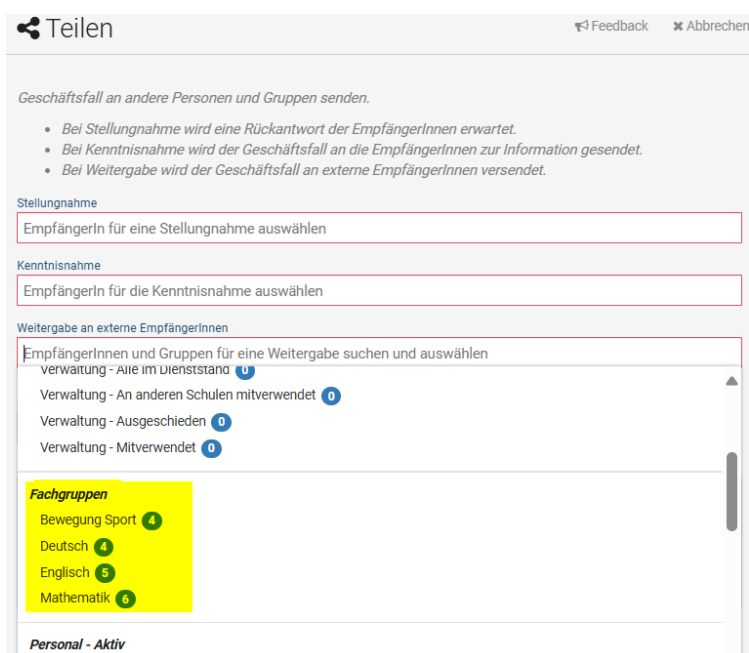 Teilen
Feedback
Abbrechen
Geschäftsfall an andere Personen und Gruppen senden.
• Bei Stellungnahme wird eine Rückantwort der EmpfängerInnen erwartet.
• Bei Kenntnisnahme wird der Geschäftsfall an die EmpfängerInnen zur Information gesendet.
• Bei Weitergabe wird der Geschäftsfall an externe EmpfängerInnen versendet.
Stellungnahme
EmpfängerIn für eine Stellungnahme auswählen
Kenntnisnahme
EmpfängerIn für die Kenntnisnahme auswählen
Weitergabe an externe EmpfängerInnen
EmpfängerInnen und Gruppen für eine Weitergabe suchen und auswählen
Verwaltung - Alle im Dienststand 0
Verwaltung - An anderen Schulen mitverwendet 0
Verwaltung - Ausgeschieden 0
Verwaltung - Mitverwendet 0
Fachgruppen
Bewegung Sport 4
Deutsch 4
Englisch 5
Mathematik 6
Personal - Aktiv